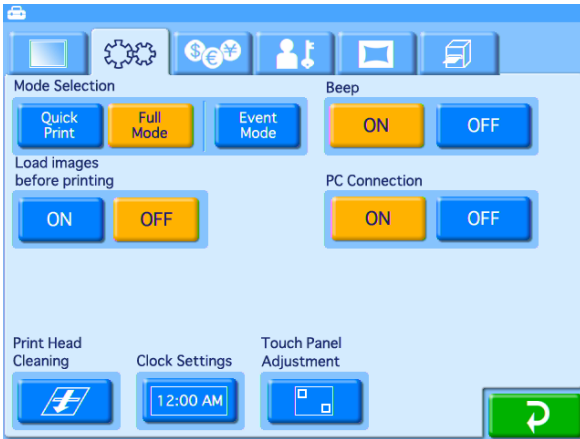 $ € ¥
Mode Selection
Quick
Print
Full
Mode
Event
Mode
Beep
ON
OFF
Load images
before printing
ON
OFF
PC Connection
ON
OFF
Print Head
Cleaning
Clock Settings
12:00 AM
Touch Panel
Adjustment